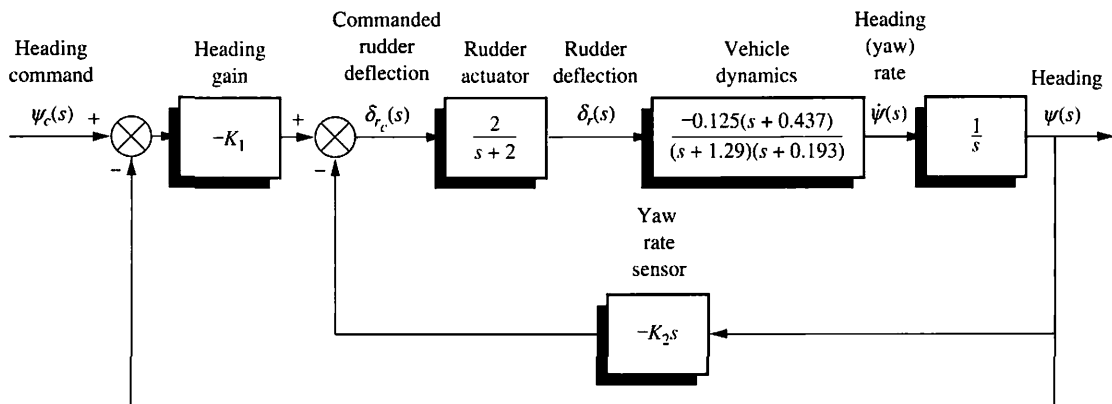 Heading
command
ψc(s)
+
-
Heading
gain
-K1
+
-
Commanded
rudder
deflection
δrc(s)
Rudder
actuator
2
s + 2
Rudder
deflection
δr(s)
Vehicle
dynamics
-0.125(s + 0.437)
(s + 1.29)(s + 0.193)
Heading
(yaw)
rate
ψ̇(s)
1
s
Heading
ψ(s)
Yaw
rate
sensor
-K2s